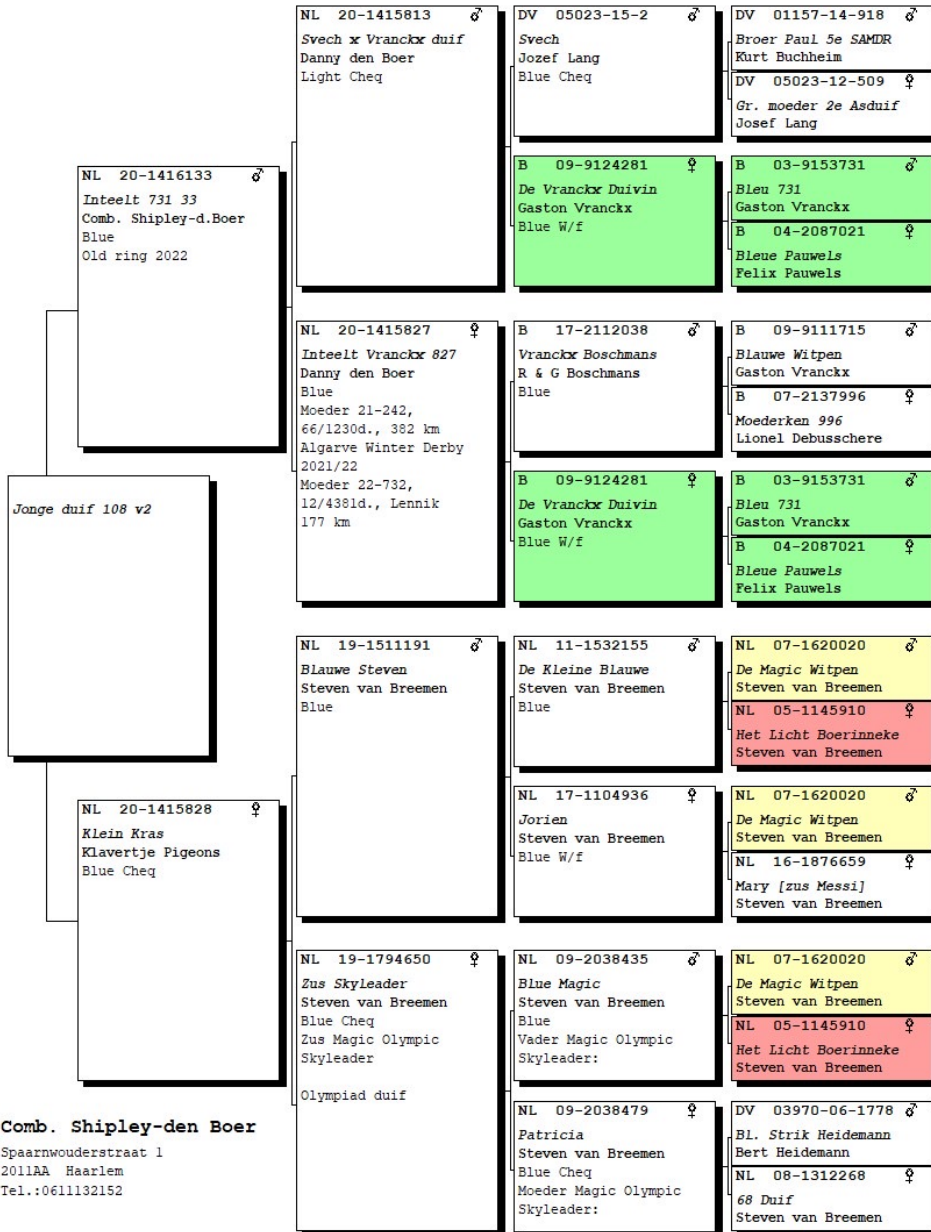 NL 20-1415813 ♂
Svech x Vranckx duif
Danny den Boer
Light Cheq
DV 05023-15-2 ♂
Svech
Jozef Lang
Blue Cheq
DV 01157-14-918 ♂
Broer Paul 5e SAMDR
Kurt Buchheim
DV 05023-12-509 ♀
Gr. moeder 2e Asduif
Josef Lang
NL 20-1416133 ♂
Inteelt 731 33
Comb. Shipley-d.Boer
Blue
Old ring 2022
B 09-9124281 ♀
De Vranckx Duivin
Gaston Vranckx
Blue W/f
B 03-9153731 ♂
Bleu 731
Gaston Vranckx
B 04-2087021 ♀
Bleue Pauwels
Felix Pauwels
NL 20-1415827 ♀
Inteelt Vranckx 827
Danny den Boer
Blue
Moeder 21-242,
66/1230d., 382 km
Algarve Winter Derby
2021/22
Moeder 22-732,
12/4381d., Lennik
177 km
B 17-2112038 ♂
Vranckx Boschmans
R & G Boschmans
Blue
B 09-9111715 ♂
Blauwe Witpen
Gaston Vranckx
B 07-2137996 ♀
Moederken 996
Lionel Debusschere
B 09-9124281 ♀
De Vranckx Duivin
Gaston Vranckx
Blue W/f
B 03-9153731 ♂
Bleu 731
Gaston Vranckx
B 04-2087021 ♀
Bleue Pauwels
Felix Pauwels
Jonge duif 108 v2
NL 19-1511191 ♂
Blauwe Steven
Steven van Breemen
Blue
NL 11-1532155 ♂
De Kleine Blauwe
Steven van Breemen
Blue
NL 07-1620020 ♂
De Magic Witpen
Steven van Breemen
NL 05-1145910 ♀
Het Licht Boerinneke
Steven van Breemen
NL 20-1415828 ♀
Klein Kras
Klavertje Pigeons
Blue Cheq
NL 17-1104936 ♀
Jorien
Steven van Breemen
Blue W/f
NL 07-1620020 ♂
De Magic Witpen
Steven van Breemen
NL 16-1876659 ♀
Mary [zus Messi]
Steven van Breemen
NL 19-1794650 ♀
Zus Skyleader
Steven van Breemen
Blue Cheq
Zus Magic Olympic
Skyleader
Olympiad duif
NL 09-2038435 ♂
Blue Magic
Steven van Breemen
Blue
Vader Magic Olympic
Skyleader:
NL 07-1620020 ♂
De Magic Witpen
Steven van Breemen
NL 05-1145910 ♀
Het Licht Boerinneke
Steven van Breemen
NL 09-2038479 ♀
Patricia
Steven van Breemen
Blue Cheq
Moeder Magic Olympic
Skyleader:
DV 03970-06-1778 ♂
Bl. Strik Heidemann
Bert Heidemann
NL 08-1312268 ♀
68 Duif
Steven van Breemen
Comb. Shipley-den Boer
Spaarnwouderstraat 1
2011AA Haarlem
Tel.:0611132152